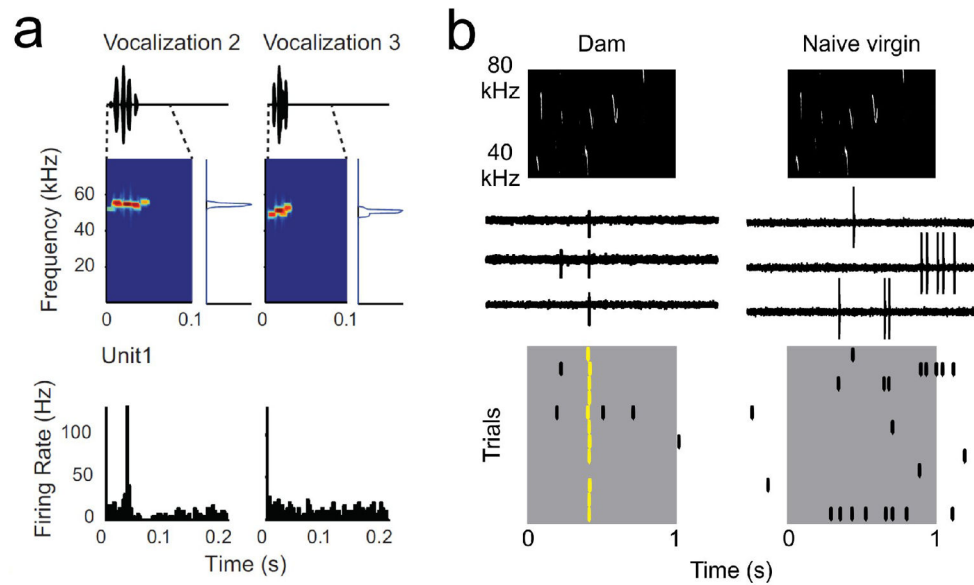 a
Vocalization 2
Vocalization 3
Frequency (kHz)
60
40
20
0
0.1
0
0.1
Unit1
Firing Rate (Hz)
100
50
0
0
0.1
0.2
0
0.1
0.2
Time (s)
b
Dam
Naive virgin
80
kHz
40
kHz
Trials
0
1
0
1
Time (s)